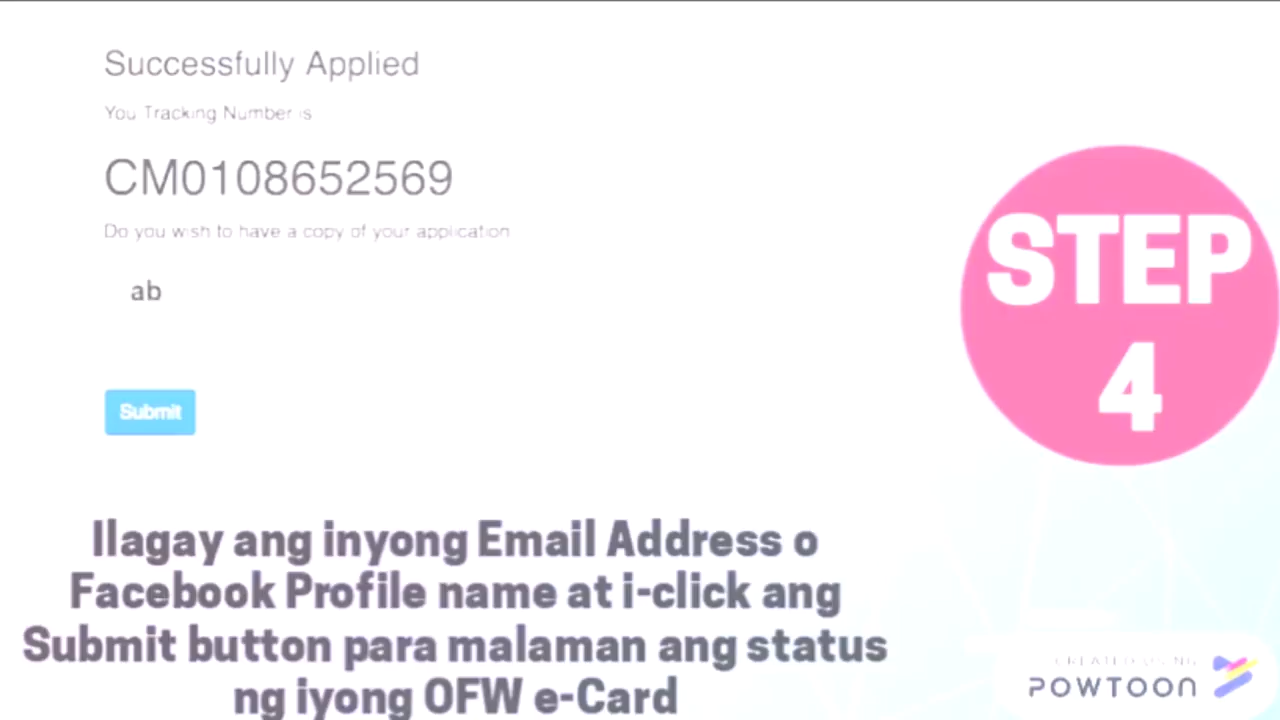 Successfully Applied
You Tracking Number is
CM0108652569
Do you wish to have a copy of your application
ab
Submit
STEP
4
Ilagay ang inyong Email Address o
Facebook Profile name at i-click ang
Submit button para malaman ang status
ng iyong OFW e-Card
CREATED USING
POWTOON